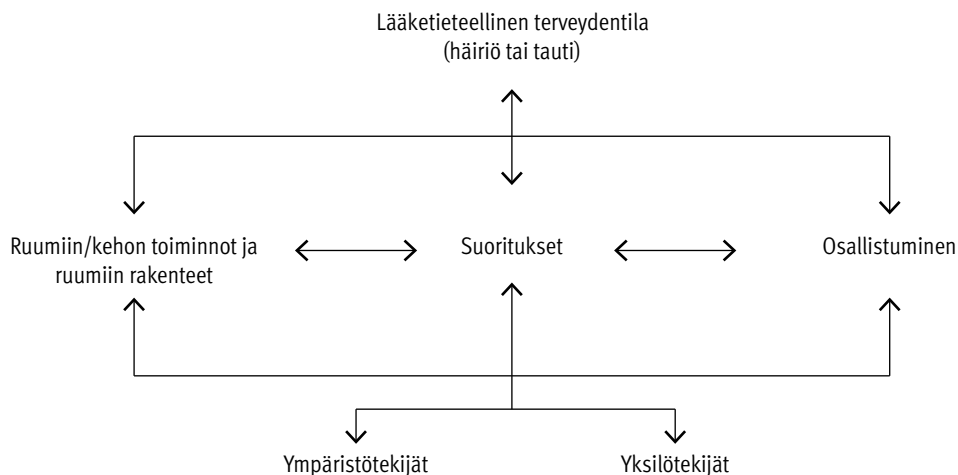 Lääketieteellinen terveydentila
(häiriö tai tauti)
Ruumiin/kehon toiminnot ja
ruumiin rakenteet
Suoritukset
Osallistuminen
Ympäristötekijät
Yksilötekijät